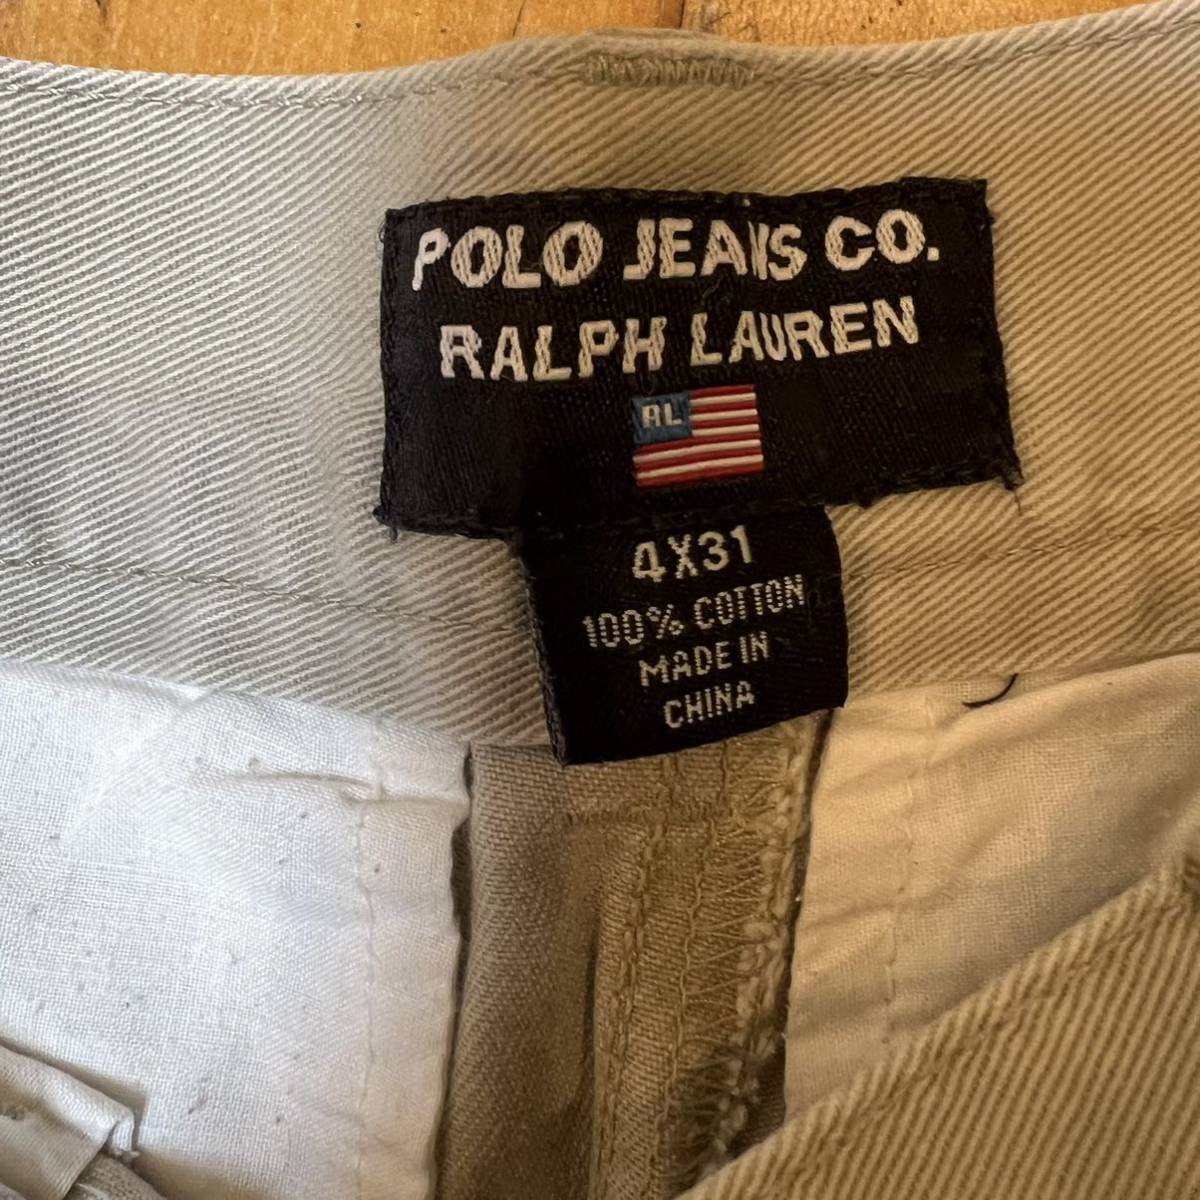 POLO JEANS CO.
RALPH LAUREN
RL
4X31
100% COTTON
MADE IN
CHINA